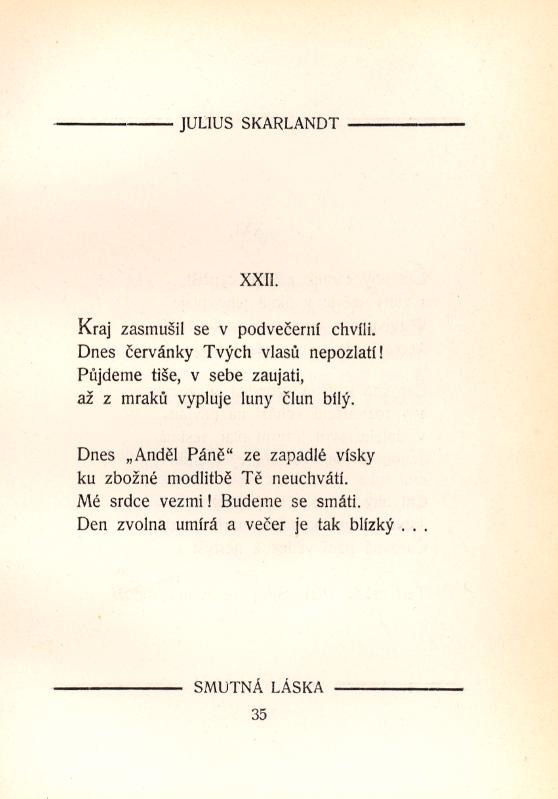 JULIUS SKARLANDT
XXII.
Kraj zasmušil se v podvečerní chvíli.
Dnes červánky Tvých vlasů nepozlatí!
Půjdeme tiše, v sebe zaujati,
až z mraků vypluje luny člun bílý.
Dnes „Anděl Páně“ ze zapadlé vísky
ku zbožné modlitbě Tě neuchvátí.
Mé srdce vezmi! Budeme se smáti.
Den zvolna umírá a večer je tak blízký . . .
SMUTNÁ LÁSKA
35